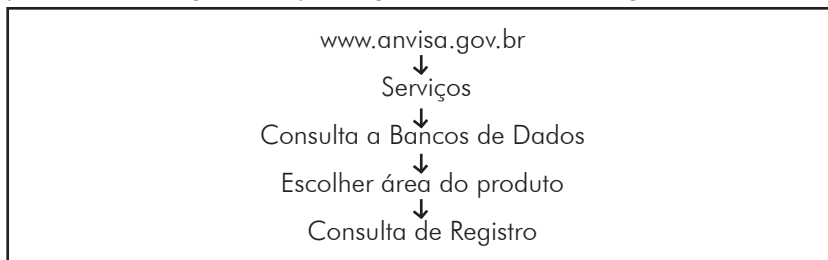 www.anvisa.gov.br
↓
Serviços
↓
Consulta a Bancos de Dados
↓
Escolher área do produto
↓
Consulta de Registro